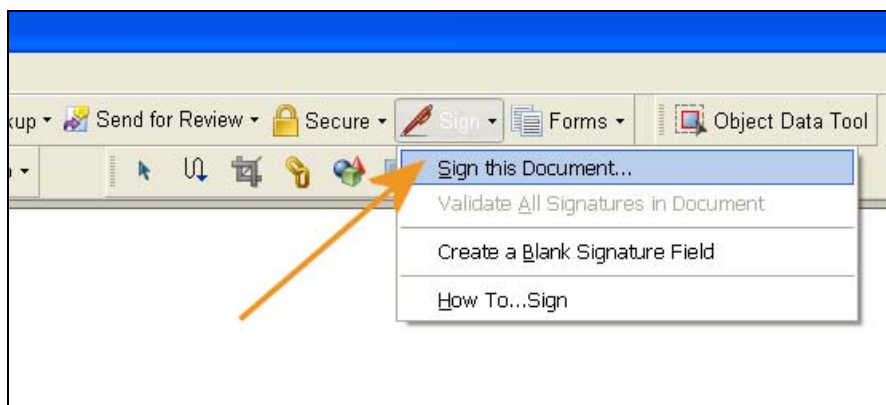 kup Send for Review Secure Sign Forms Object Data Tool
Sign this Document...
Validate All Signatures in Document
Create a Blank Signature Field
How To...Sign